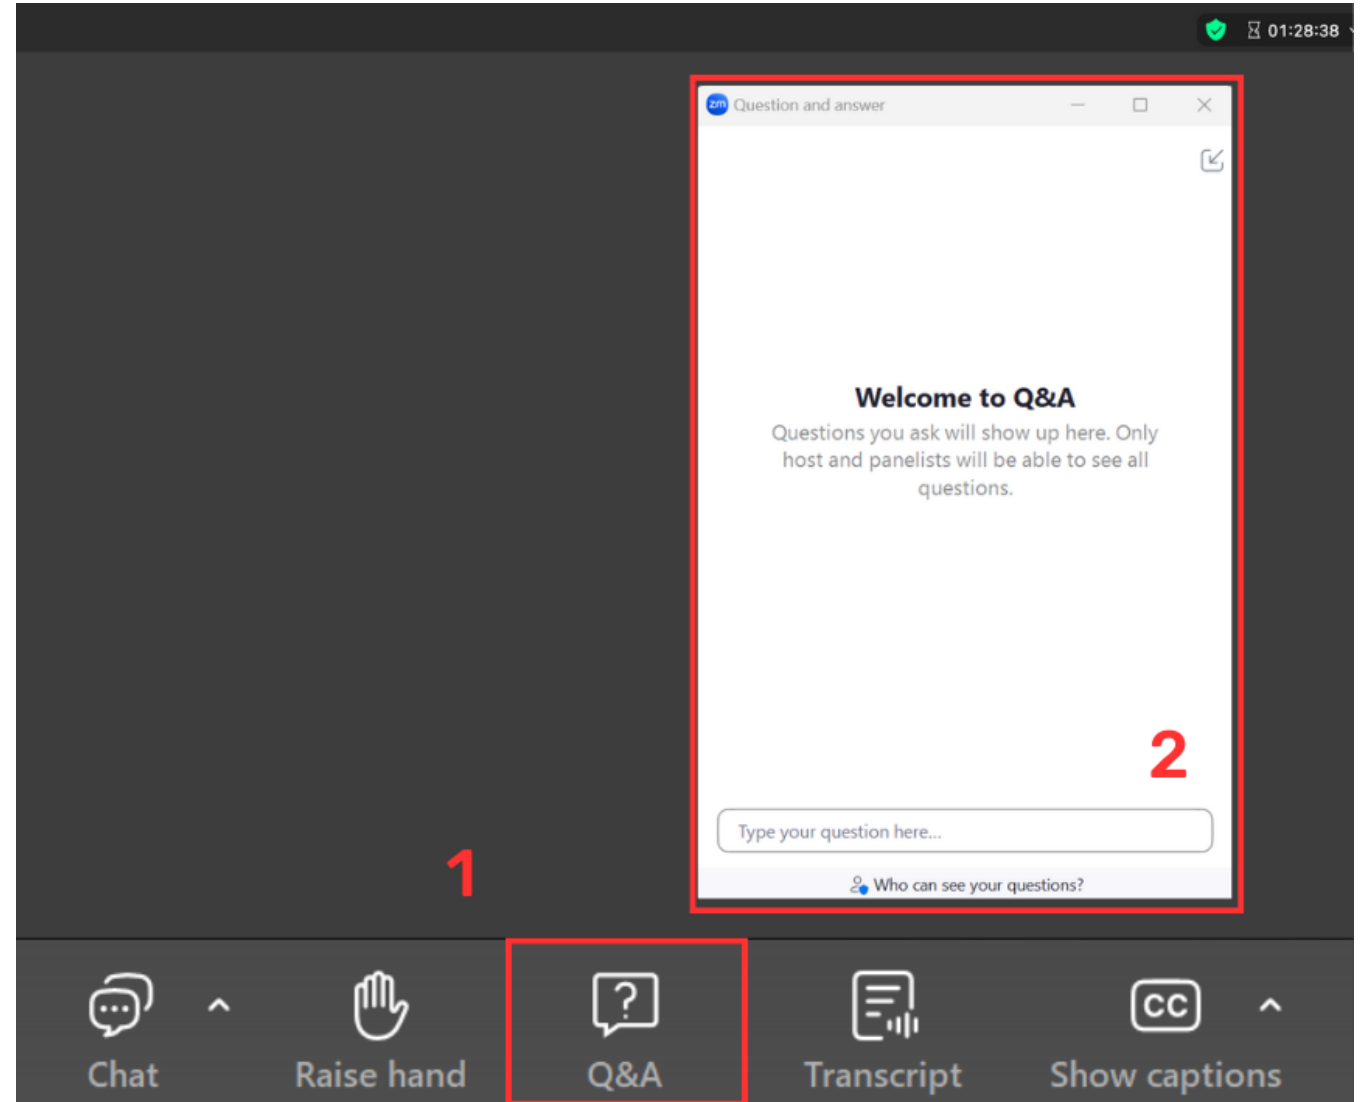 01:28:38
zm Question and answer
Welcome to Q&A
Questions you ask will show up here. Only
host and panelists will be able to see all
questions.
2
Type your question here...
1
Who can see your questions?
?
CC
Chat
Raise hand
Q&A
Transcript
Show captions